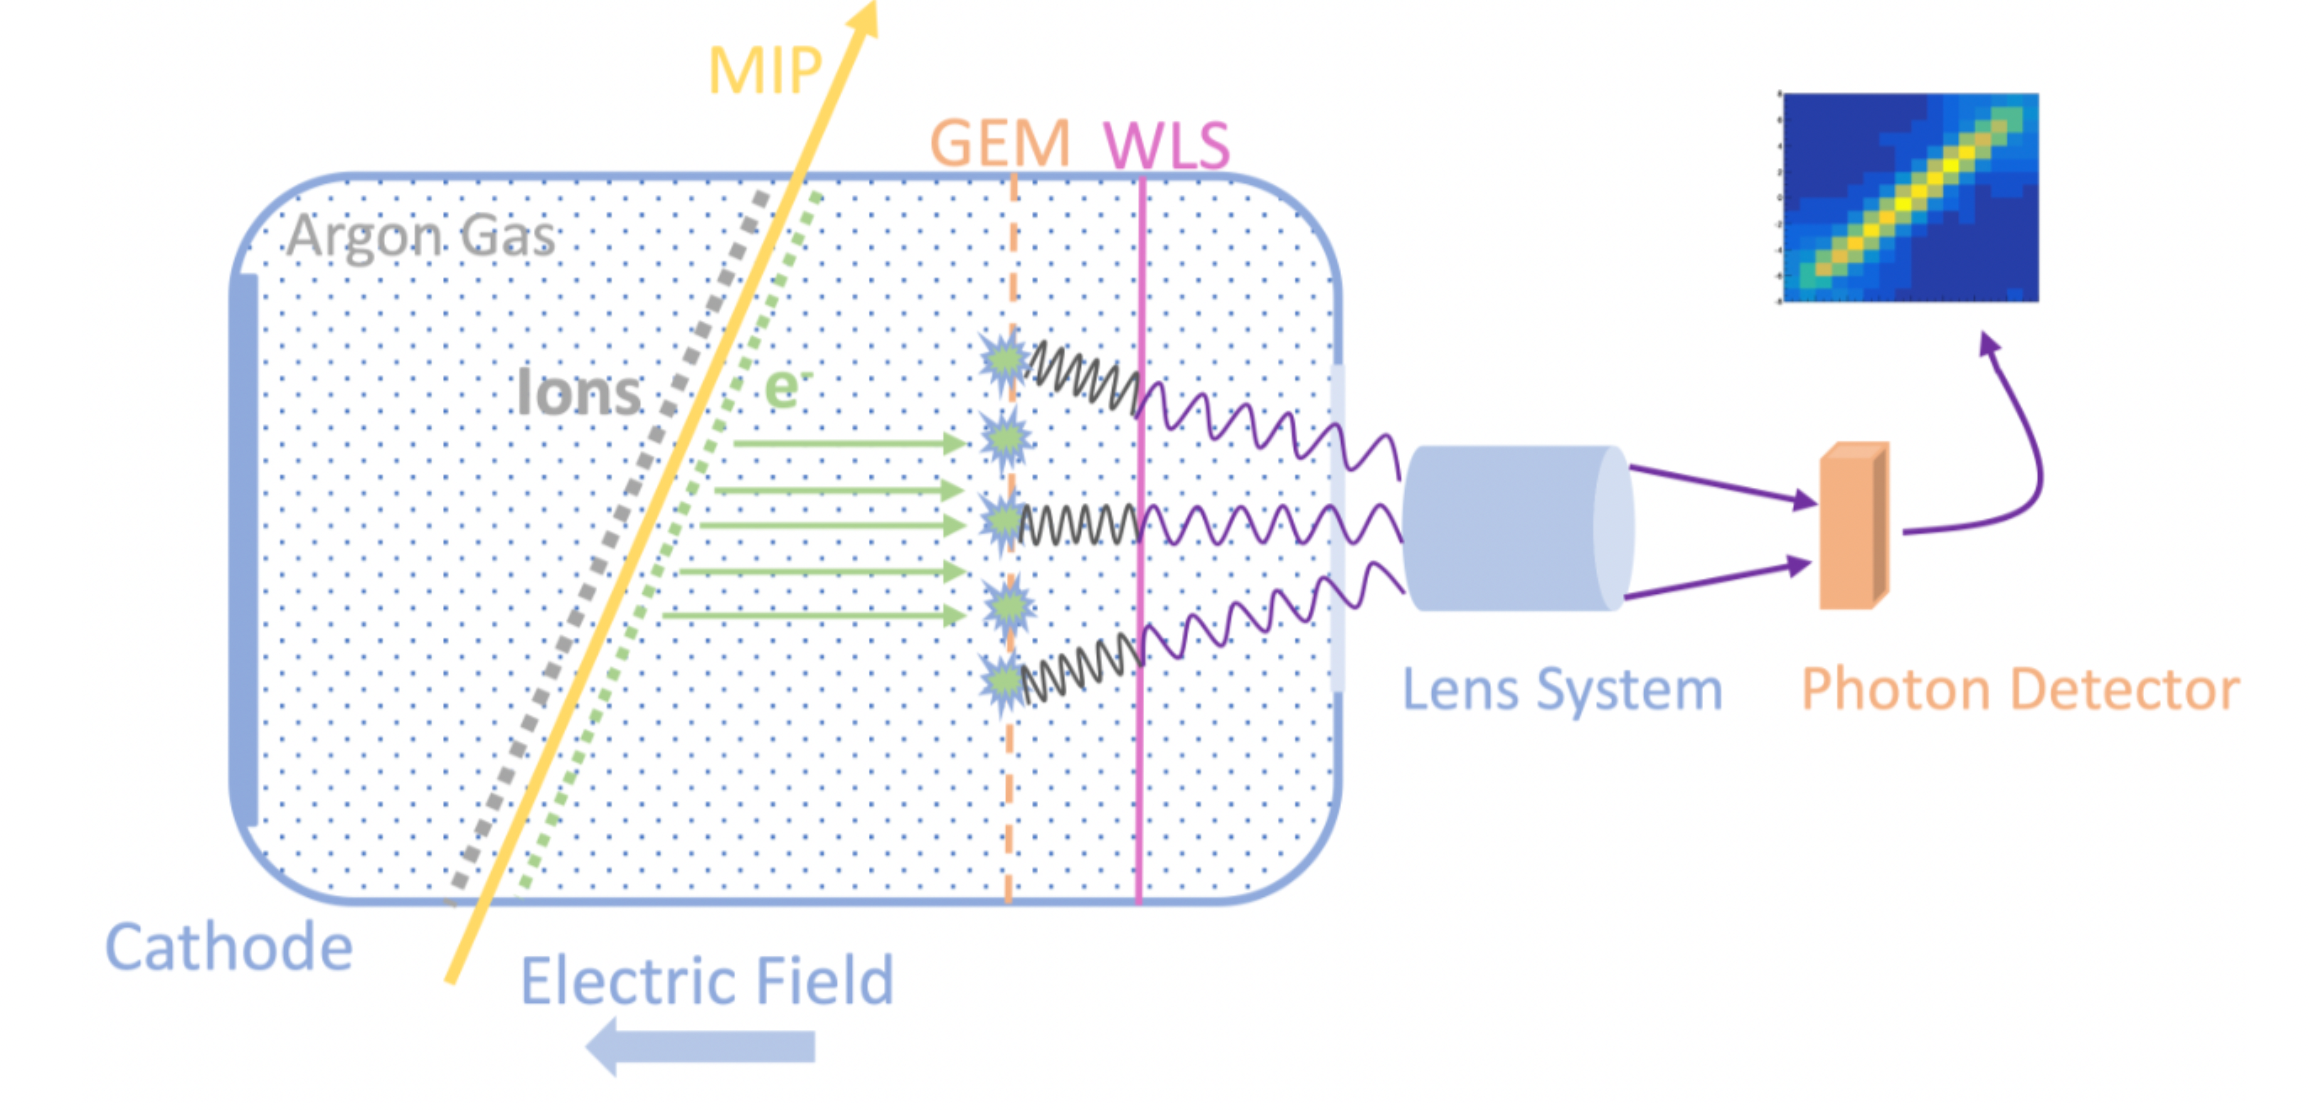 MIP
GEM
WLS
Argon Gas
Ions
e-
Lens System
Photon Detector
Cathode
Electric Field